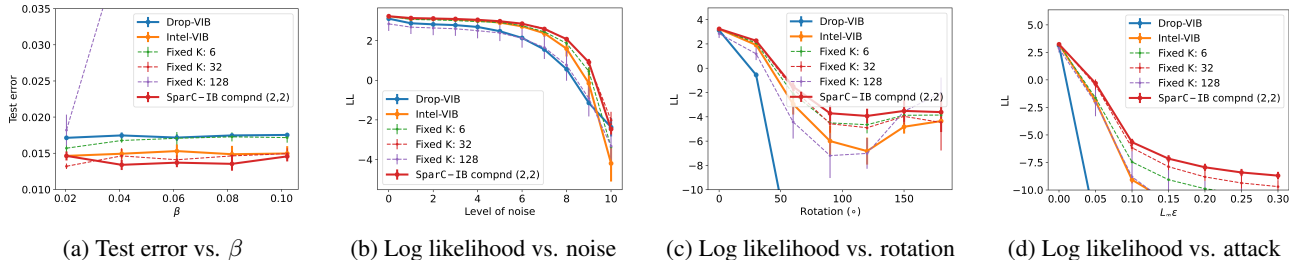 0.035
0.030
0.025
0.020
0.015
0.010
Test error
0.02 0.04 0.06 0.08 0.10
β
Drop-VIB
Intel-VIB
Fixed K: 6
Fixed K: 32
Fixed K: 128
SparC-IB compnd (2,2)
(a) Test error vs. β
2
0
−2
−4
LL
0 1 2 3 4 5 6 7 8 9 10
Level of noise
Drop-VIB
Intel-VIB
Fixed K: 6
Fixed K: 32
Fixed K: 128
SparC-IB compnd (2,2)
(b) Log likelihood vs. noise
4
2
0
−2
−4
−6
−8
−10
LL
0 50 100 150
Rotation (∘)
Drop-VIB
Intel-VIB
Fixed K: 6
Fixed K: 32
Fixed K: 128
SparC-IB compnd (2,2)
(c) Log likelihood vs. rotation
5.0
2.5
0.0
−2.5
−5.0
−7.5
−10.0
LL
0.00 0.05 0.10 0.15 0.20 0.25 0.30
L∞ε
Drop-VIB
Intel-VIB
Fixed K: 6
Fixed K: 32
Fixed K: 128
SparC-IB compnd (2,2)
(d) Log likelihood vs. attack